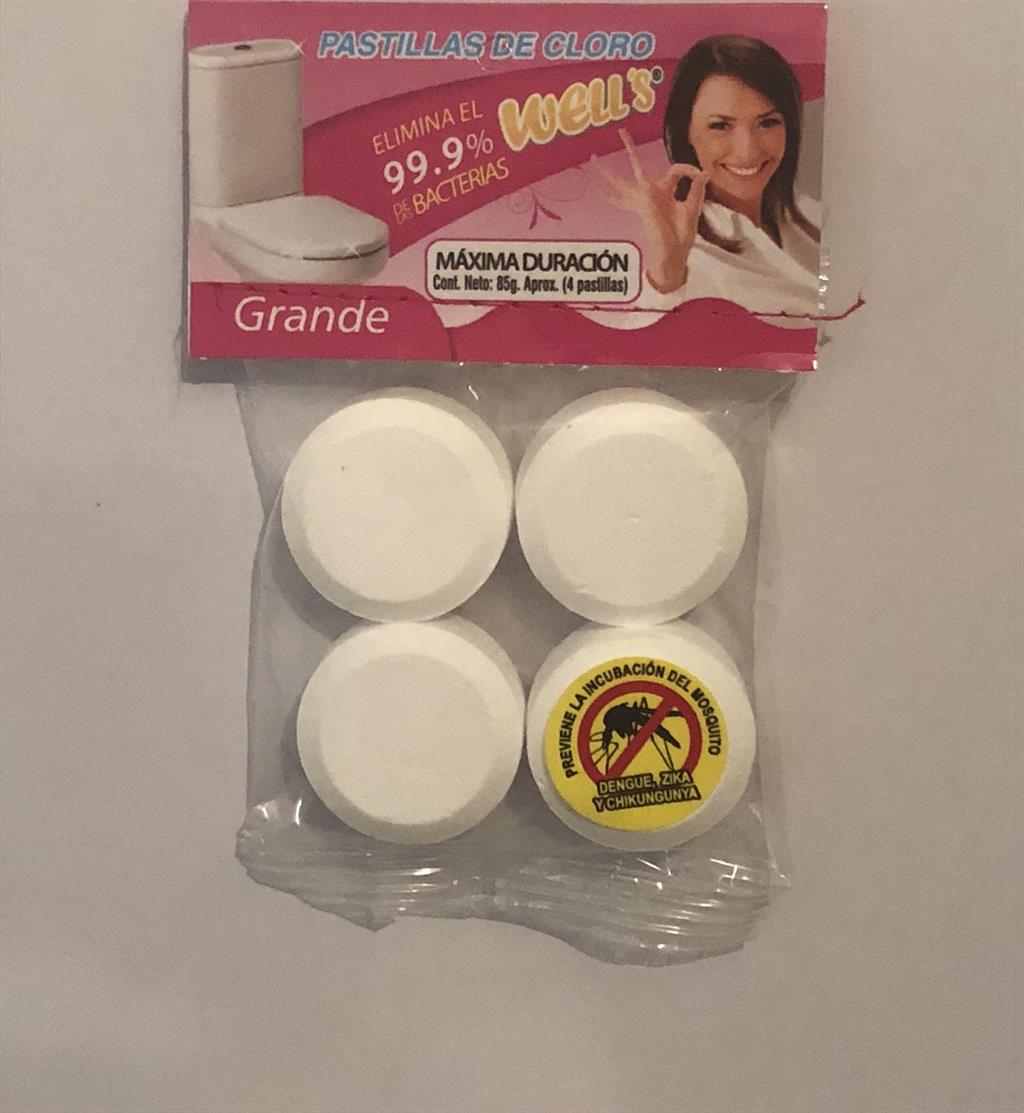 PASTILLAS DE CLORO
Well's®
ELIMINA EL
99.9%
DE LAS BACTERIAS
MÁXIMA DURACIÓN
Cont. Neto: 85g. Aprox. (4 pastillas)
Grande
PREVIENE LA INCUBACIÓN DEL MOSQUITO
DENGUE, ZIKA
Y CHIKUNGUNYA